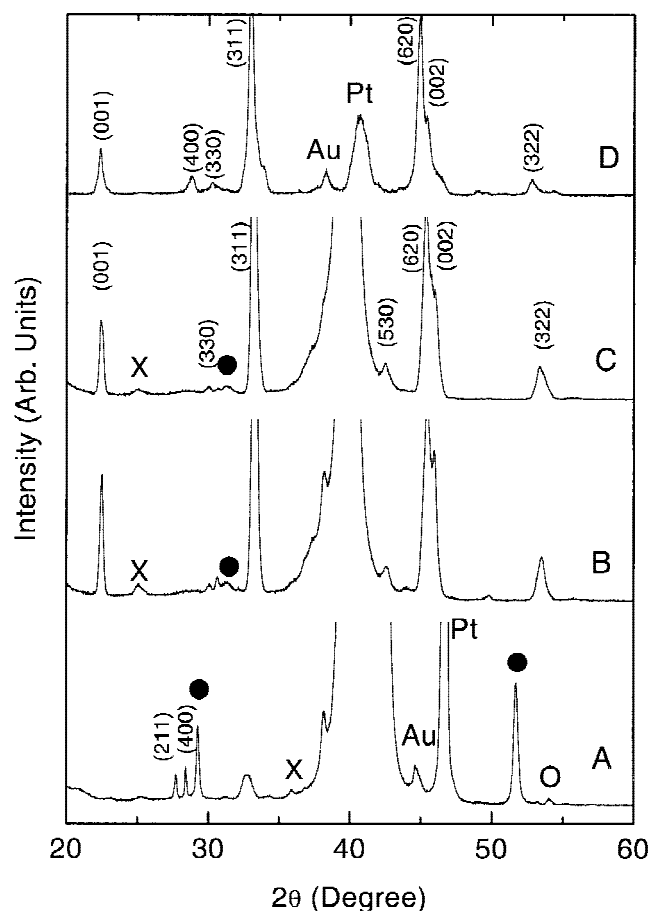 (001)
(400)
(330)
(311)
Au
Pt
(620)
(002)
(322)
D
(001)
X
(330)
(311)
(530)
(620)
(002)
(322)
C
X
B
(211)
(400)
X
Au
Pt
O
A
20
30
40
50
60
2θ (Degree)
Intensity (Arb. Units)